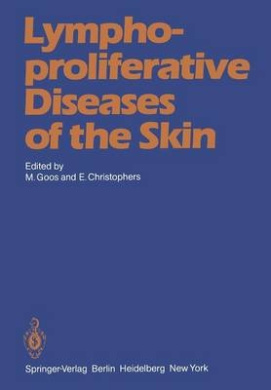 Lympho-
proliferative
Diseases
of the Skin
Edited by
M. Goos and E. Christophers
Springer-Verlag Berlin Heidelberg New York